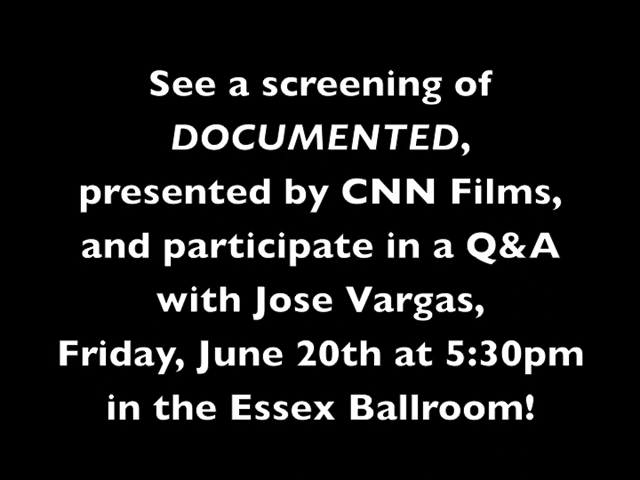 See a screening of
DOCUMENTED,
presented by CNN Films,
and participate in a Q&A
with Jose Vargas,
Friday, June 20th at 5:30pm
in the Essex Ballroom!